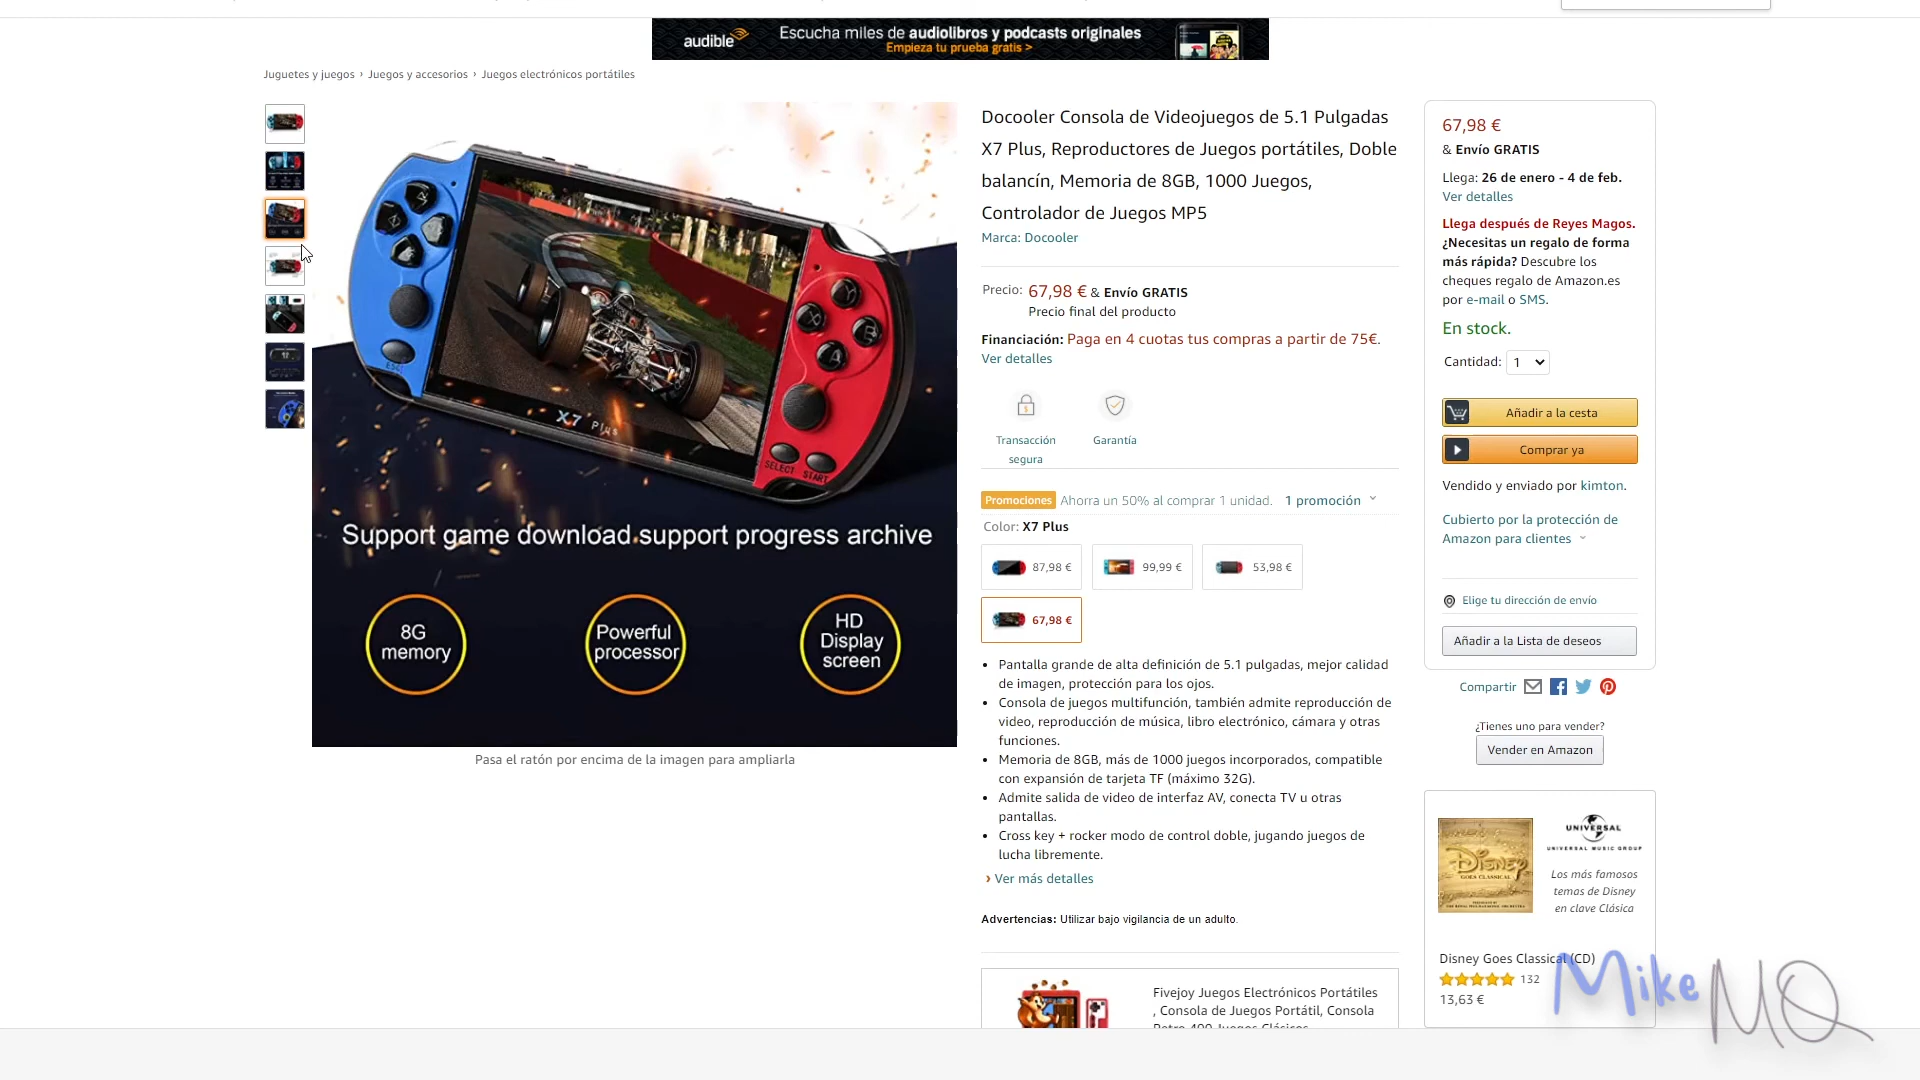 audible
Escucha miles de audiolibros y podcasts originales
Empieza tu prueba gratis >
Juguetes y juegos › Juegos y accesorios › Juegos electrónicos portátiles
X7 Plus
ESC
SELECT
START
Y
X
B
A
Support game download,support progress archive
8G
memory
Powerful
processor
HD
Display
screen
Pasa el ratón por encima de la imagen para ampliarla
Docooler Consola de Videojuegos de 5.1 Pulgadas
X7 Plus, Reproductores de Juegos portátiles, Doble
balancín, Memoria de 8GB, 1000 Juegos,
Controlador de Juegos MP5
Marca: Docooler
Precio: 67,98 € & Envío GRATIS
Precio final del producto
Financiación: Paga en 4 cuotas tus compras a partir de 75€.
Ver detalles
Transacción
segura
Garantía
Promociones Ahorra un 50% al comprar 1 unidad. 1 promoción
Color: X7 Plus
87,98 €
99,99 €
53,98 €
67,98 €
• Pantalla grande de alta definición de 5.1 pulgadas, mejor calidad
de imagen, protección para los ojos.
• Consola de juegos multifunción, también admite reproducción de
video, reproducción de música, libro electrónico, cámara y otras
funciones.
• Memoria de 8GB, más de 1000 juegos incorporados, compatible
con expansión de tarjeta TF (máximo 32G).
• Admite salida de video de interfaz AV, conecta TV u otras
pantallas.
• Cross key + rocker modo de control doble, jugando juegos de
lucha libremente.
› Ver más detalles
Advertencias: Utilizar bajo vigilancia de un adulto.
Fivejoy Juegos Electrónicos Portátiles
, Consola de Juegos Portátil, Consola
Retro 400 Juegos Clásicos
67,98 €
& Envío GRATIS
Llega: 26 de enero - 4 de feb.
Ver detalles
Llega después de Reyes Magos.
¿Necesitas un regalo de forma
más rápida? Descubre los
cheques regalo de Amazon.es
por e-mail o SMS.
En stock.
Cantidad: 1
Añadir a la cesta
Comprar ya
Vendido y enviado por kimton.
Cubierto por la protección de
Amazon para clientes
Elige tu dirección de envío
Añadir a la Lista de deseos
Compartir
¿Tienes uno para vender?
Vender en Amazon
Disney
GOES CLASSICAL
UNIVERSAL
UNIVERSAL MUSIC GROUP
Los más famosos
temas de Disney
en clave Clásica
Disney Goes Classical (CD)
132
13,63 €
Mike MQ